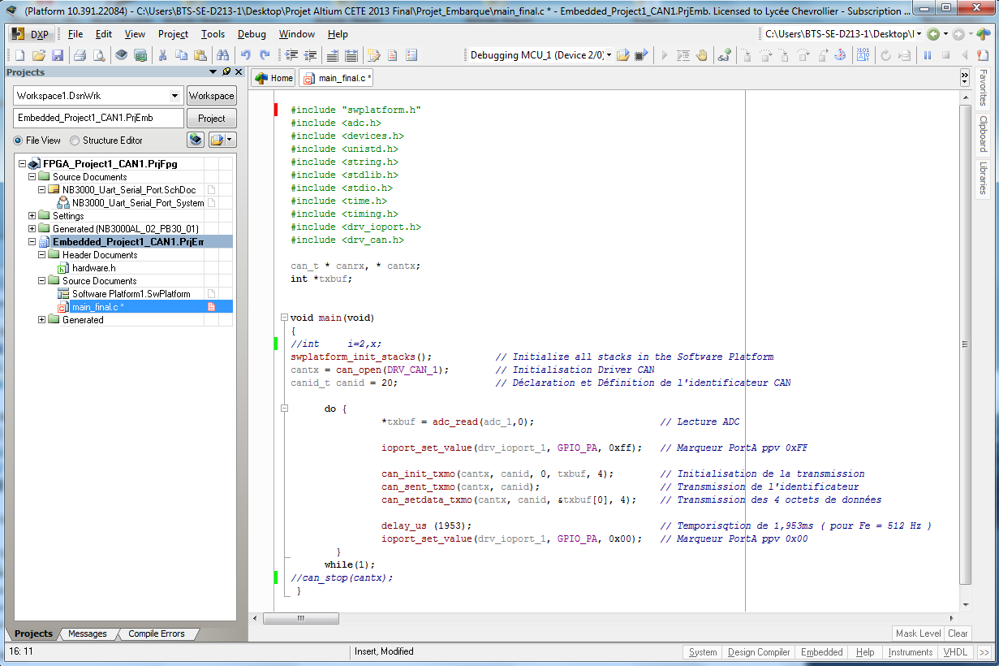 (Platform 10.391.22084) - C:\Users\BTS-SE-D213-1\Desktop\Projet Altium CETE 2013 Final\Projet_Embarque\main_final.c * - Embedded_Project1_CAN1.PrjEmb. Licensed to Lycée Chevrollier - Subscription ...
DXP File Edit View Project Tools Debug Window Help C:\Users\BTS-SE-D213-1\Desktop\I
Debugging MCU_1 (Device 2/0)
Projects
Home main_final.c *
Workspace1.DsnWrk Workspace
Embedded_Project1_CAN1.PrjEmb Project
File View Structure Editor
FPGA_Project1_CAN1.PrjFpg
Source Documents
NB3000_Uart_Serial_Port.SchDoc
NB3000_Uart_Serial_Port_System
Settings
Generated (NB3000AL_02_PB30_01)
Embedded_Project1_CAN1.PrjEm
Header Documents
hardware.h
Source Documents
Software Platform1.SwPlatform
main_final.c *
Generated
#include "swplatform.h"
#include <adc.h>
#include <devices.h>
#include <unistd.h>
#include <string.h>
#include <stdlib.h>
#include <stdio.h>
#include <time.h>
#include <timing.h>
#include <drv_ioport.h>
#include <drv_can.h>
can_t * canrx, * cantx;
int *txbuf;
void main(void)
{
//int     i=2,x;
swplatform_init_stacks();           // Initialize all stacks in the Software Platform
cantx = can_open(DRV_CAN_1);        // Initialisation Driver CAN
canid_t canid = 20;                 // Déclaration et Définition de l'identificateur CAN
do {
*txbuf = adc_read(adc_1,0);                      // Lecture ADC
ioport_set_value(drv_ioport_1, GPIO_PA, 0xff);   // Marqueur PortA ppv 0xFF
can_init_txmo(cantx, canid, 0, txbuf, 4);        // Initialisation de la transmission
can_sent_txmo(cantx, canid);                     // Transmission de l'identificateur
can_setdata_txmo(cantx, canid, &txbuf[0], 4);    // Transmission des 4 octets de données
delay_us (1953);                                 // Temporisqtion de 1,953ms ( pour Fe = 512 Hz )
ioport_set_value(drv_ioport_1, GPIO_PA, 0x00);   // Marqueur PortA ppv 0x00
}
while(1);
//can_stop(cantx);
}
Favorites
Clipboard
Libraries
Projects Messages Compile Errors
Mask Level Clear
16: 11 Insert, Modified System Design Compiler Embedded Help Instruments VHDL >>